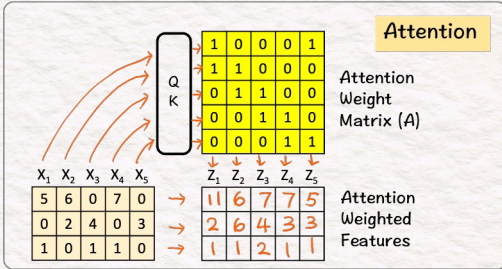 Attention
1 0 0 0 1
1 1 0 0 0
0 1 1 0 0
0 0 1 1 0
0 0 0 1 1
Q
K
Attention
Weight
Matrix (A)
X1 X2 X3 X4 X5
Z1 Z2 Z3 Z4 Z5
5 6 0 7 0
11 6 7 7 5
0 2 4 0 3
2 6 4 3 3
1 0 1 1 0
1 1 2 1 1
Attention
Weighted
Features